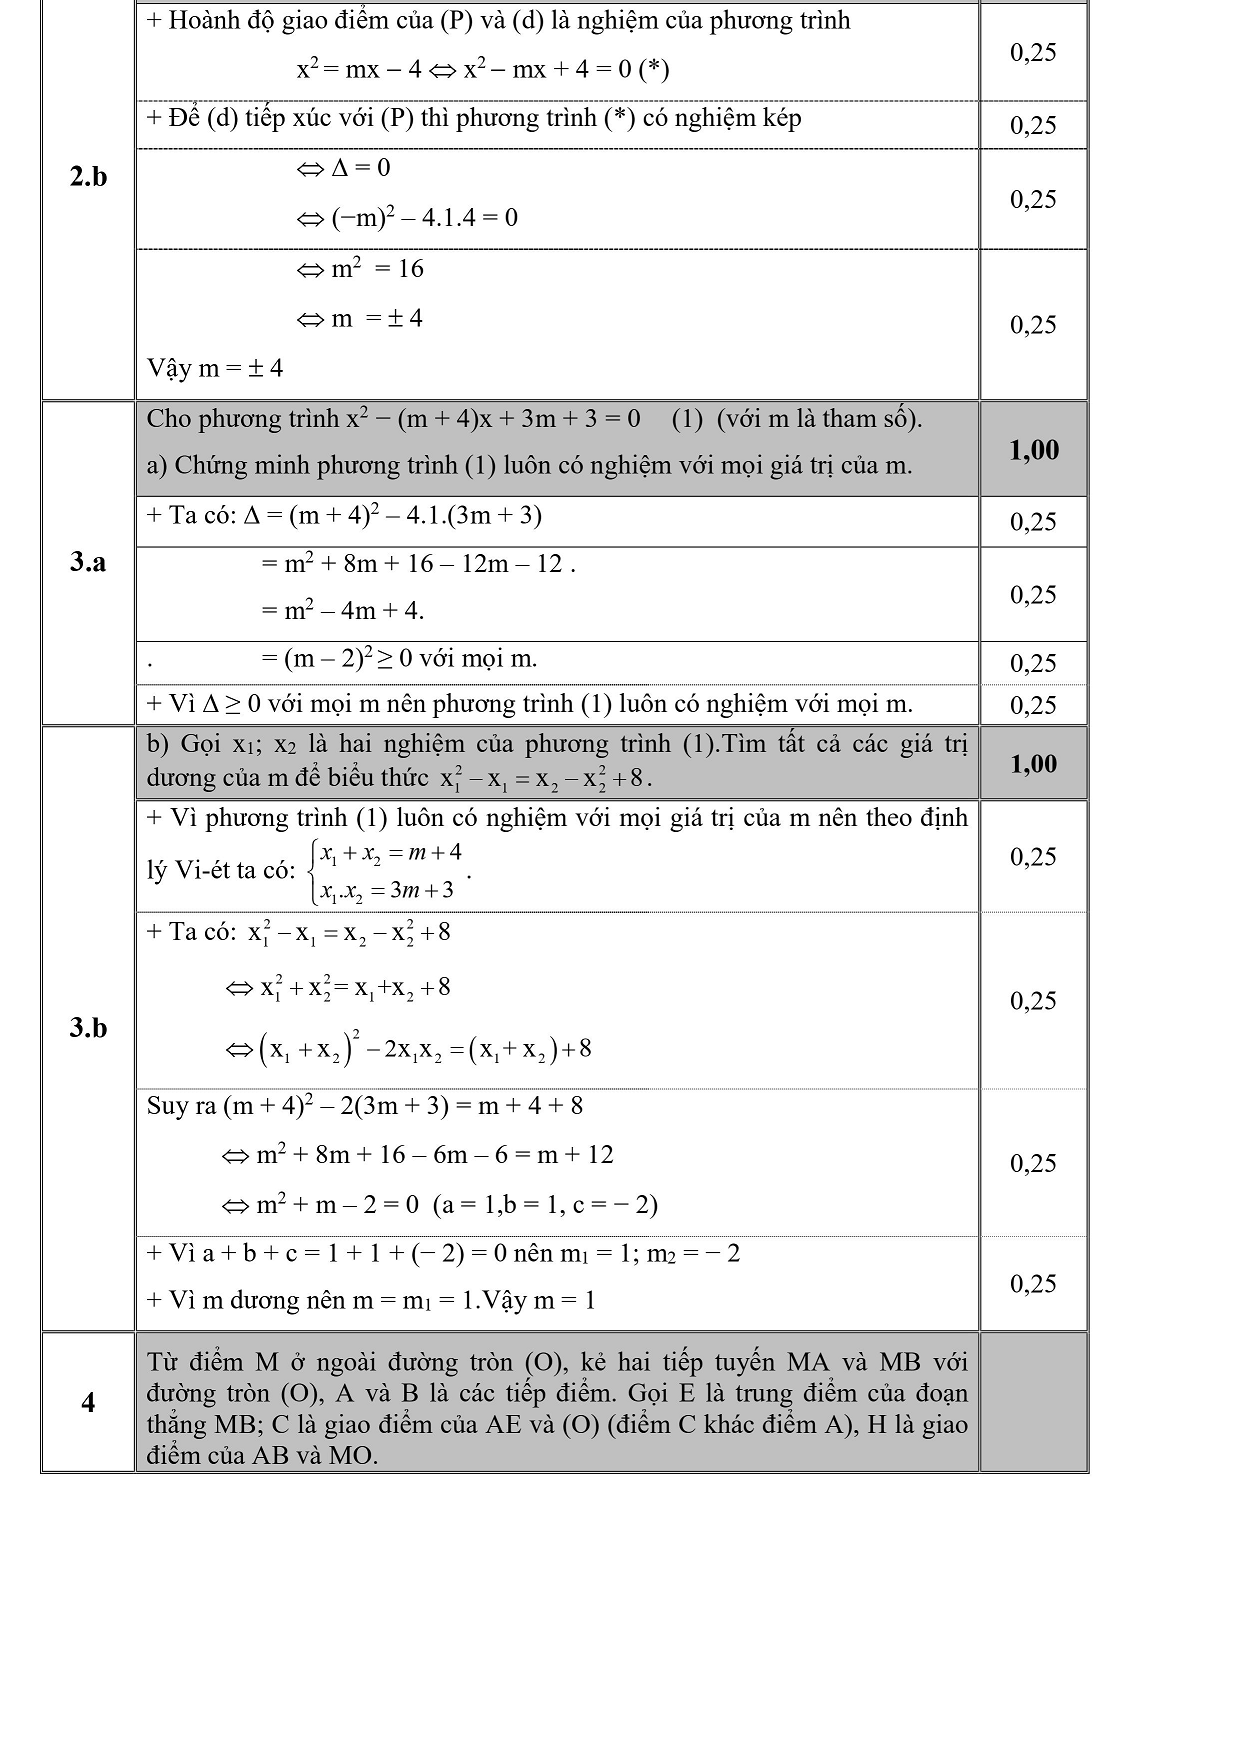 + Hoành độ giao điểm của (P) và (d) là nghiệm của phương trình
x² = mx – 4 ⇔ x² – mx + 4 = 0 (*)
0,25
+ Để (d) tiếp xúc với (P) thì phương trình (*) có nghiệm kép
0,25
2.b
⇔ Δ = 0
⇔ (−m)² – 4.1.4 = 0
0,25
⇔ m² = 16
⇔ m = ± 4
Vậy m = ± 4
0,25
3.a
Cho phương trình x² − (m + 4)x + 3m + 3 = 0 (1) (với m là tham số).
a) Chứng minh phương trình (1) luôn có nghiệm với mọi giá trị của m.
1,00
+ Ta có: Δ = (m + 4)² – 4.1.(3m + 3)
0,25
= m² + 8m + 16 – 12m – 12 .
= m² – 4m + 4.
0,25
. = (m – 2)² ≥ 0 với mọi m.
0,25
+ Vì Δ ≥ 0 với mọi m nên phương trình (1) luôn có nghiệm với mọi m.
0,25
3.b
b) Gọi x₁; x₂ là hai nghiệm của phương trình (1).Tìm tất cả các giá trị
dương của m để biểu thức x₁² − x₁ = x₂ − x₂² + 8.
1,00
+ Vì phương trình (1) luôn có nghiệm với mọi giá trị của m nên theo định
lý Vi-ét ta có: { x₁ + x₂ = m + 4
x₁.x₂ = 3m + 3 .
0,25
+ Ta có: x₁² − x₁ = x₂ − x₂² + 8
⇔ x₁² + x₂² = x₁+x₂ + 8
⇔ (x₁ + x₂)² − 2x₁x₂ = (x₁+ x₂) + 8
0,25
Suy ra (m + 4)² – 2(3m + 3) = m + 4 + 8
⇔ m² + 8m + 16 – 6m – 6 = m + 12
⇔ m² + m – 2 = 0 (a = 1,b = 1, c = − 2)
0,25
+ Vì a + b + c = 1 + 1 + (− 2) = 0 nên m₁ = 1; m₂ = − 2
+ Vì m dương nên m = m₁ = 1.Vậy m = 1
0,25
4
Từ điểm M ở ngoài đường tròn (O), kẻ hai tiếp tuyến MA và MB với
đường tròn (O), A và B là các tiếp điểm. Gọi E là trung điểm của đoạn
thẳng MB; C là giao điểm của AE và (O) (điểm C khác điểm A), H là giao
điểm của AB và MO.